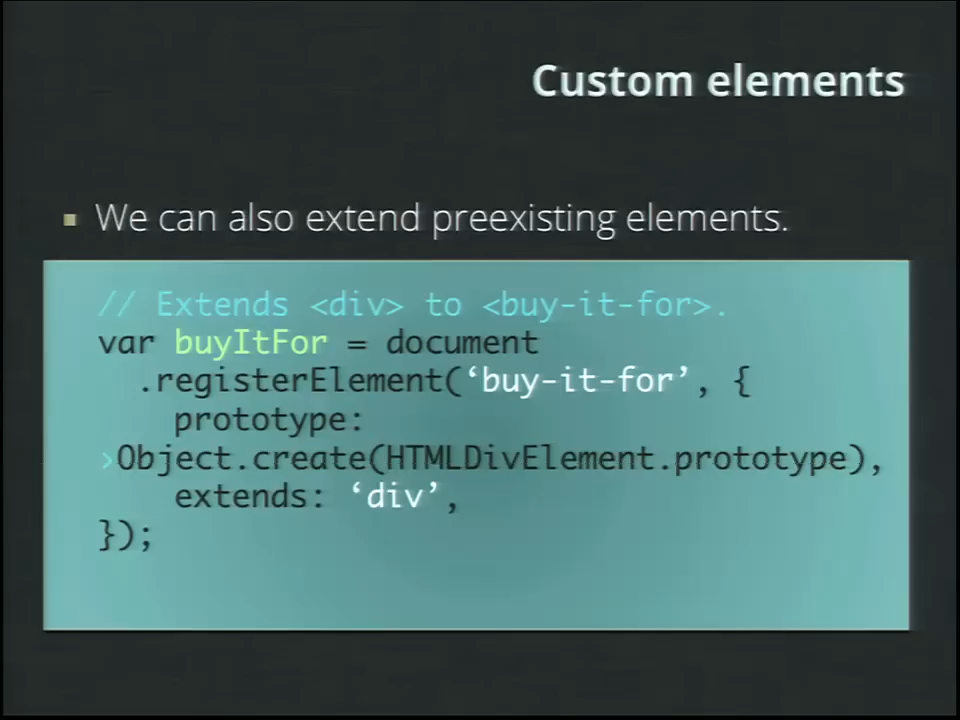 Custom elements
We can also extend preexisting elements.
// Extends <div> to <buy-it-for>.
var buyItFor = document
.registerElement(‘buy-it-for’, {
prototype:
›Object.create(HTMLDivElement.prototype),
extends: ‘div’,
});